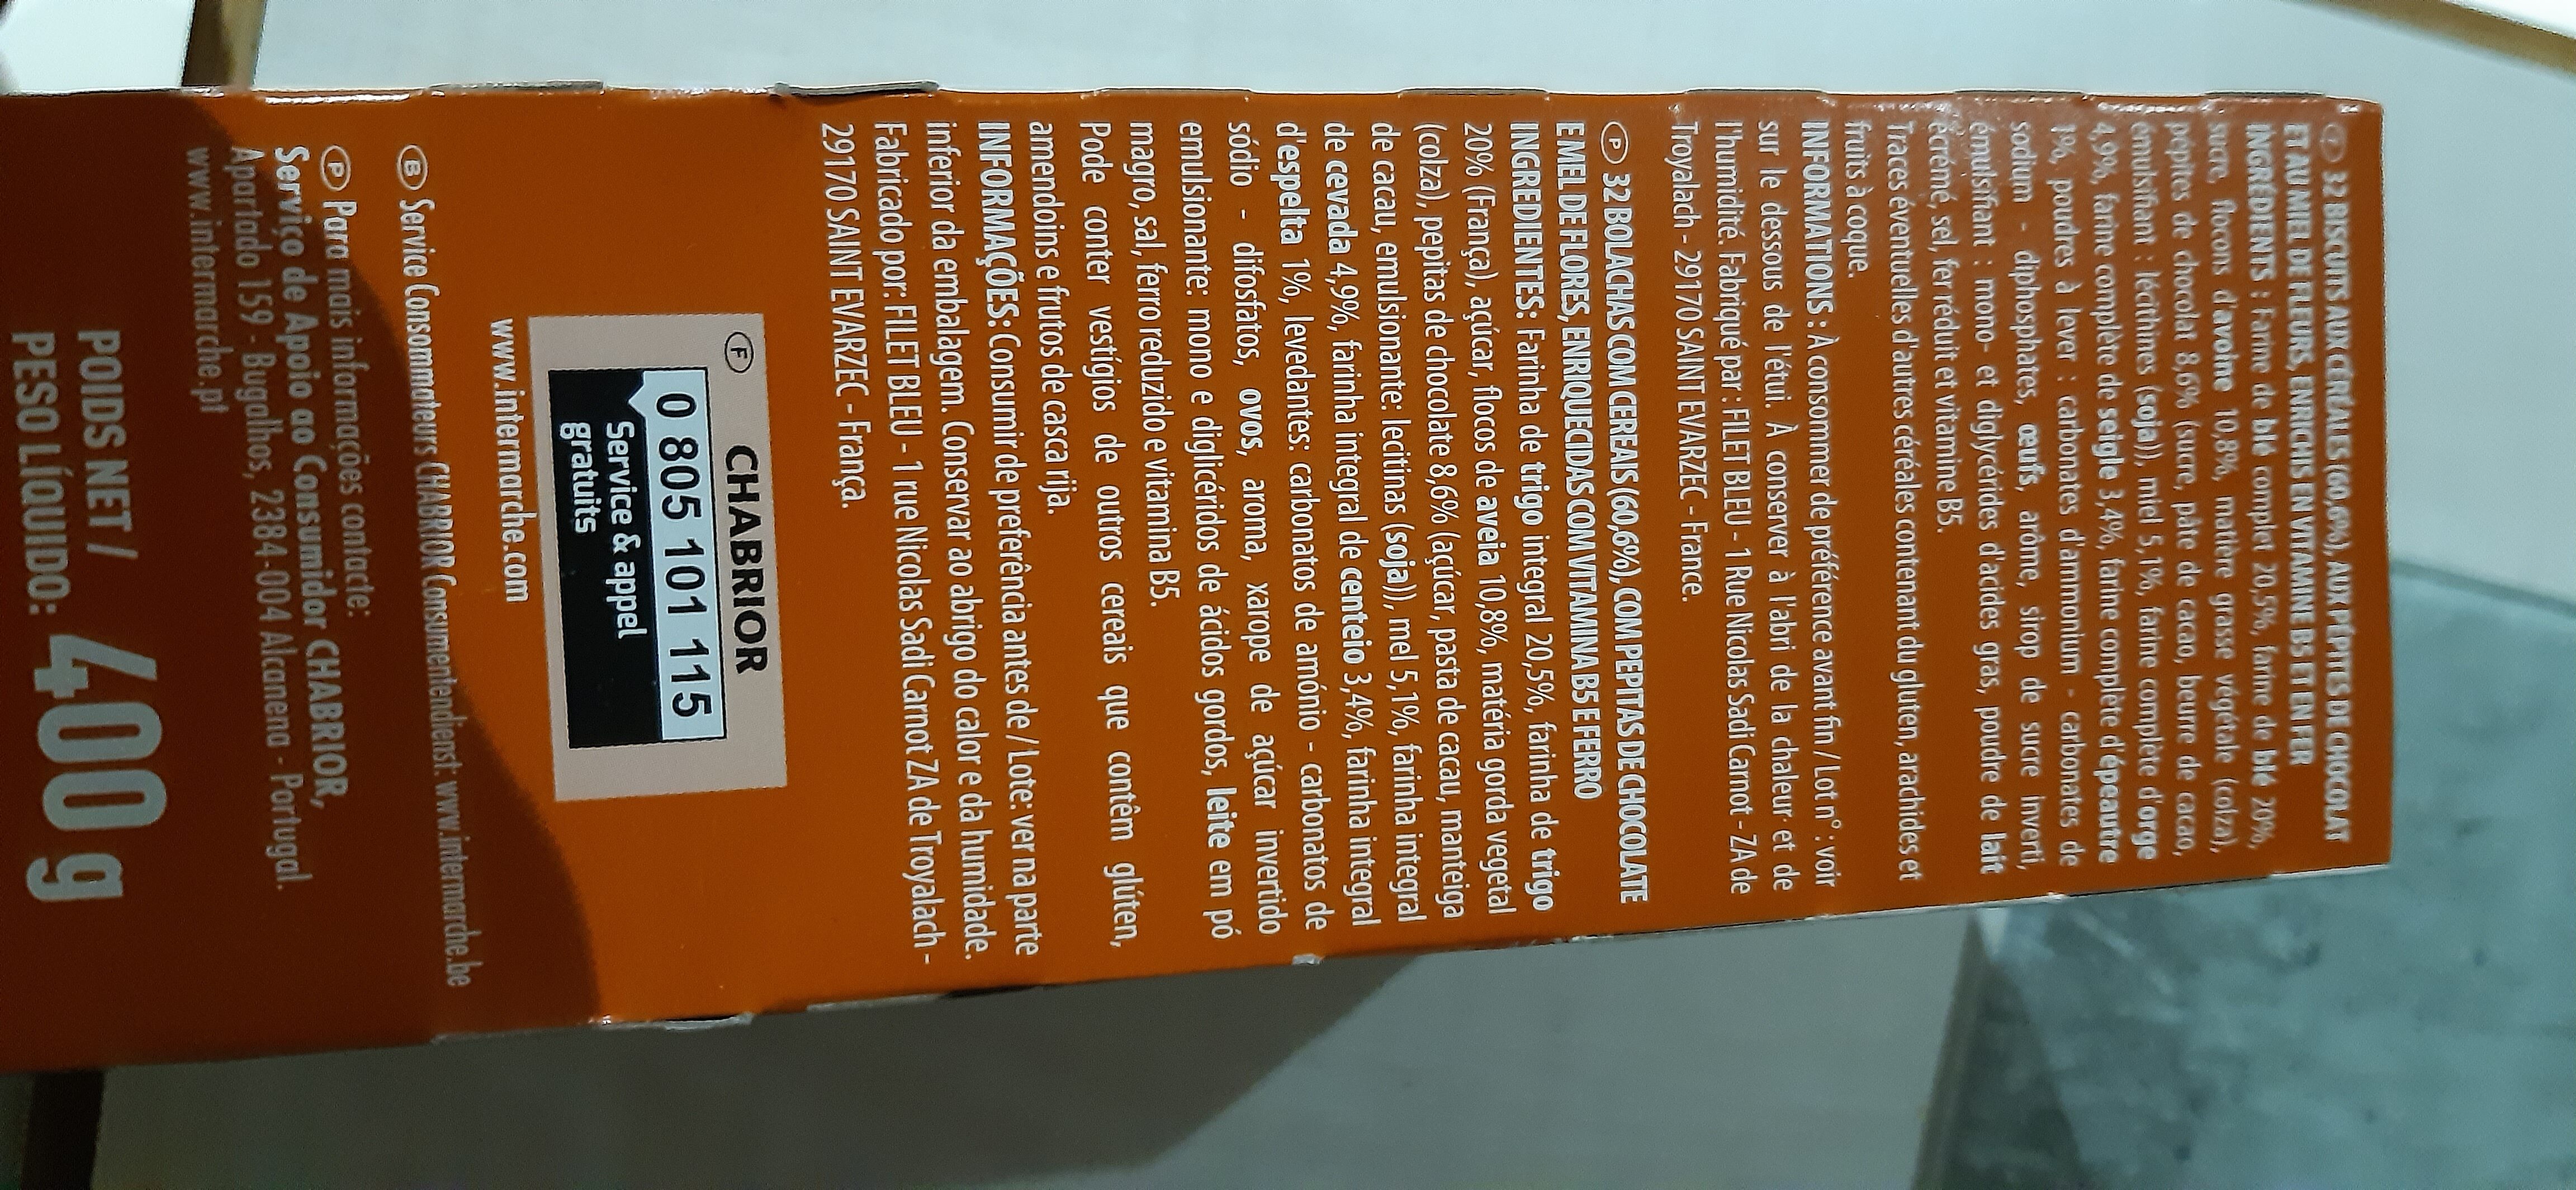 F 32 BISCUITS AUX CÉRÉALES (60,6%), AUX PÉPITES DE CHOCOLAT
ET AU MIEL DE FLEURS, ENRICHIS EN VITAMINE B5 ET EN FER
INGRÉDIENTS : Farine de blé complet 20,5%, farine de blé 20%,
sucre, flocons d'avoine 10,8%, matière grasse végétale (colza),
pépites de chocolat 8,6% (sucre, pâte de cacao, beurre de cacao,
émulsifiant : lécithines (soja)), miel 5,1%, farine complète d'orge
4,9%, farine complète de seigle 3,4%, farine complète d'épeautre
1%, poudres à lever : carbonates d'ammonium - carbonates de
sodium - diphosphates, œufs, arôme, sirop de sucre inverti,
émulsifiant : mono- et diglycérides d'acides gras, poudre de lait
écrémé, sel, fer réduit et vitamine B5.
Traces éventuelles d'autres céréales contenant du gluten, arachides et
fruits à coque.
INFORMATIONS : À consommer de préférence avant fin / Lot n° : voir
sur le dessous de l'étui. À conserver à l'abri de la chaleur et de
l'humidité. Fabriqué par : FILET BLEU - 1 Rue Nicolas Sadi Carnot - ZA de
Troyalach - 29170 SAINT EVARZEC - France.
P 32 BOLACHAS COM CEREAIS (60,6%), COM PEPITAS DE CHOCOLATE
E MEL DE FLORES, ENRIQUECIDAS COM VITAMINA B5 E FERRO
INGREDIENTES: Farinha de trigo integral 20,5%, farinha de trigo
20% (França), açúcar, flocos de aveia 10,8%, matéria gorda vegetal
(colza), pepitas de chocolate 8,6% (açúcar, pasta de cacau, manteiga
de cacau, emulsionante: lecitinas (soja)), mel 5,1%, farinha integral
de cevada 4,9%, farinha integral de centeio 3,4%, farinha integral
d'espelta 1%, levedantes: carbonatos de amónio - carbonatos de
sódio - difosfatos, ovos, aroma, xarope de açúcar invertido
emulsionante: mono e diglicéridos de ácidos gordos, leite em pó
magro, sal, ferro reduzido e vitamina B5.
Pode conter vestígios de outros cereais que contêm glúten,
amendoins e frutos de casca rija.
INFORMAÇÕES: Consumir de preferência antes de / Lote: ver na parte
inferior da embalagem. Conservar ao abrigo do calor e da humidade.
Fabricado por: FILET BLEU - 1 rue Nicolas Sadi Carnot ZA de Troyalach -
29170 SAINT EVARZEC - França.
F CHABRIOR
0 805 101 115
Service & appel
gratuits
www.intermarche.com
B Service Consommateurs CHABRIOR Consumentendienst: www.intermarche.be
P Para mais informações contacte:
Serviço de Apoio ao Consumidor CHABRIOR,
Apartado 159 - Bugalhos, 2384-004 Alcanena - Portugal.
www.intermarche.pt
POIDS NET /
PESO LÍQUIDO: 400 g